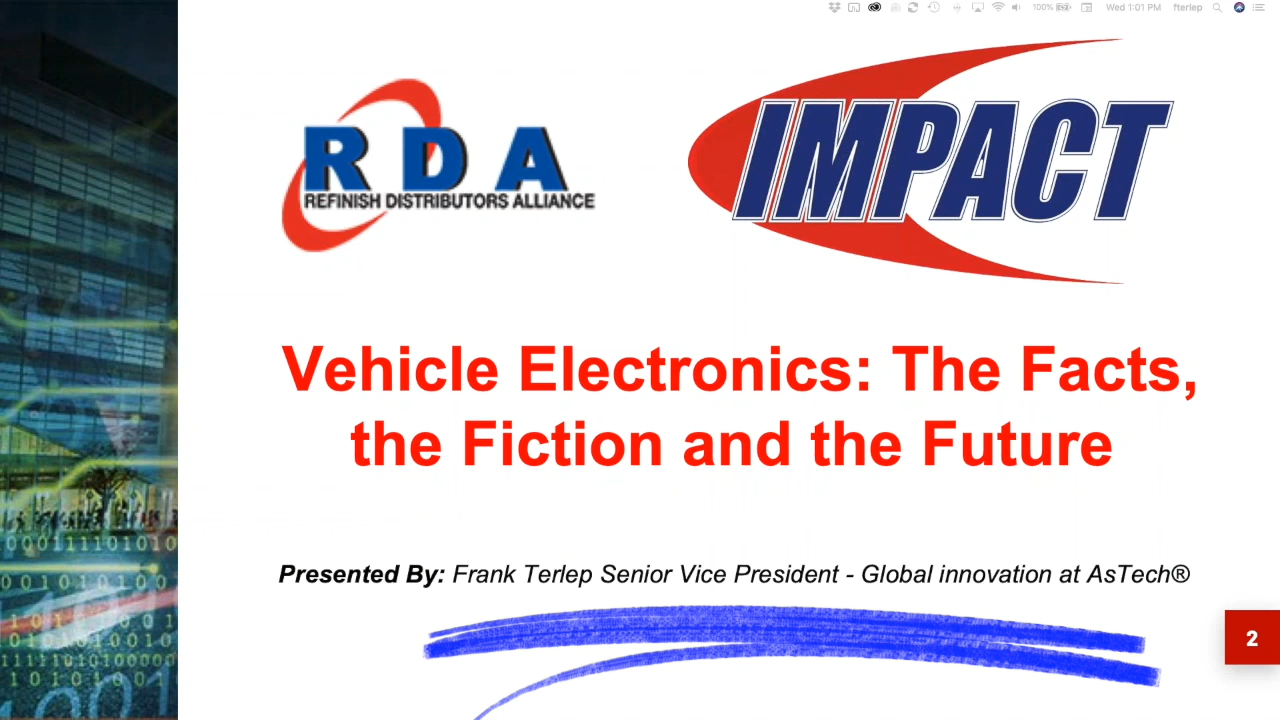 100%
Wed 1:01 PM
fterlep
RDA
REFINISH DISTRIBUTORS ALLIANCE
IMPACT
Vehicle Electronics: The Facts,
the Fiction and the Future
Presented By: Frank Terlep Senior Vice President - Global innovation at AsTech®
2